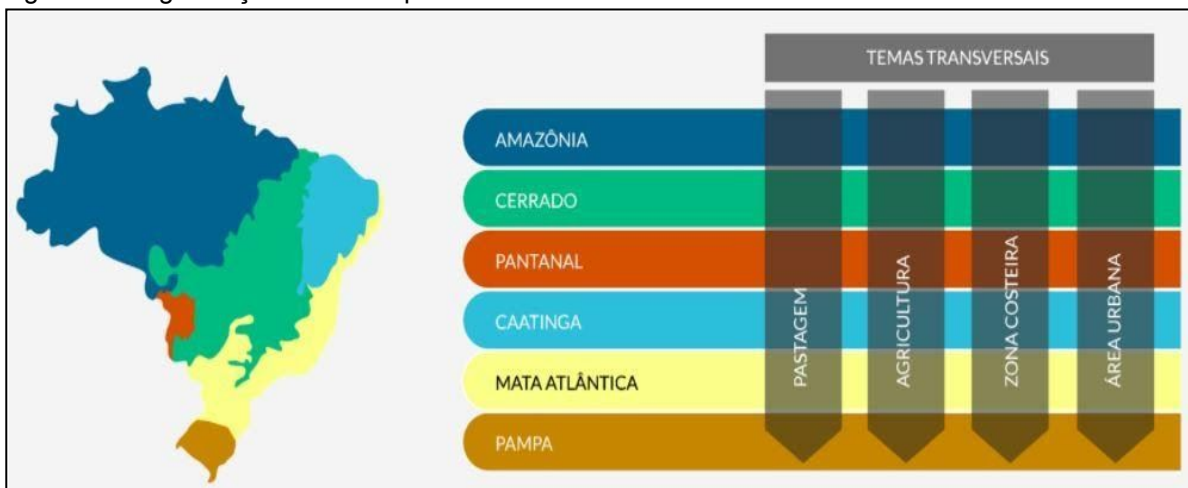 TEMAS TRANSVERSAIS
AMAZÔNIA
CERRADO
PANTANAL
CAATINGA
MATA ATLÂNTICA
PAMPA
PASTAGEM
AGRICULTURA
ZONA COSTEIRA
ÁREA URBANA